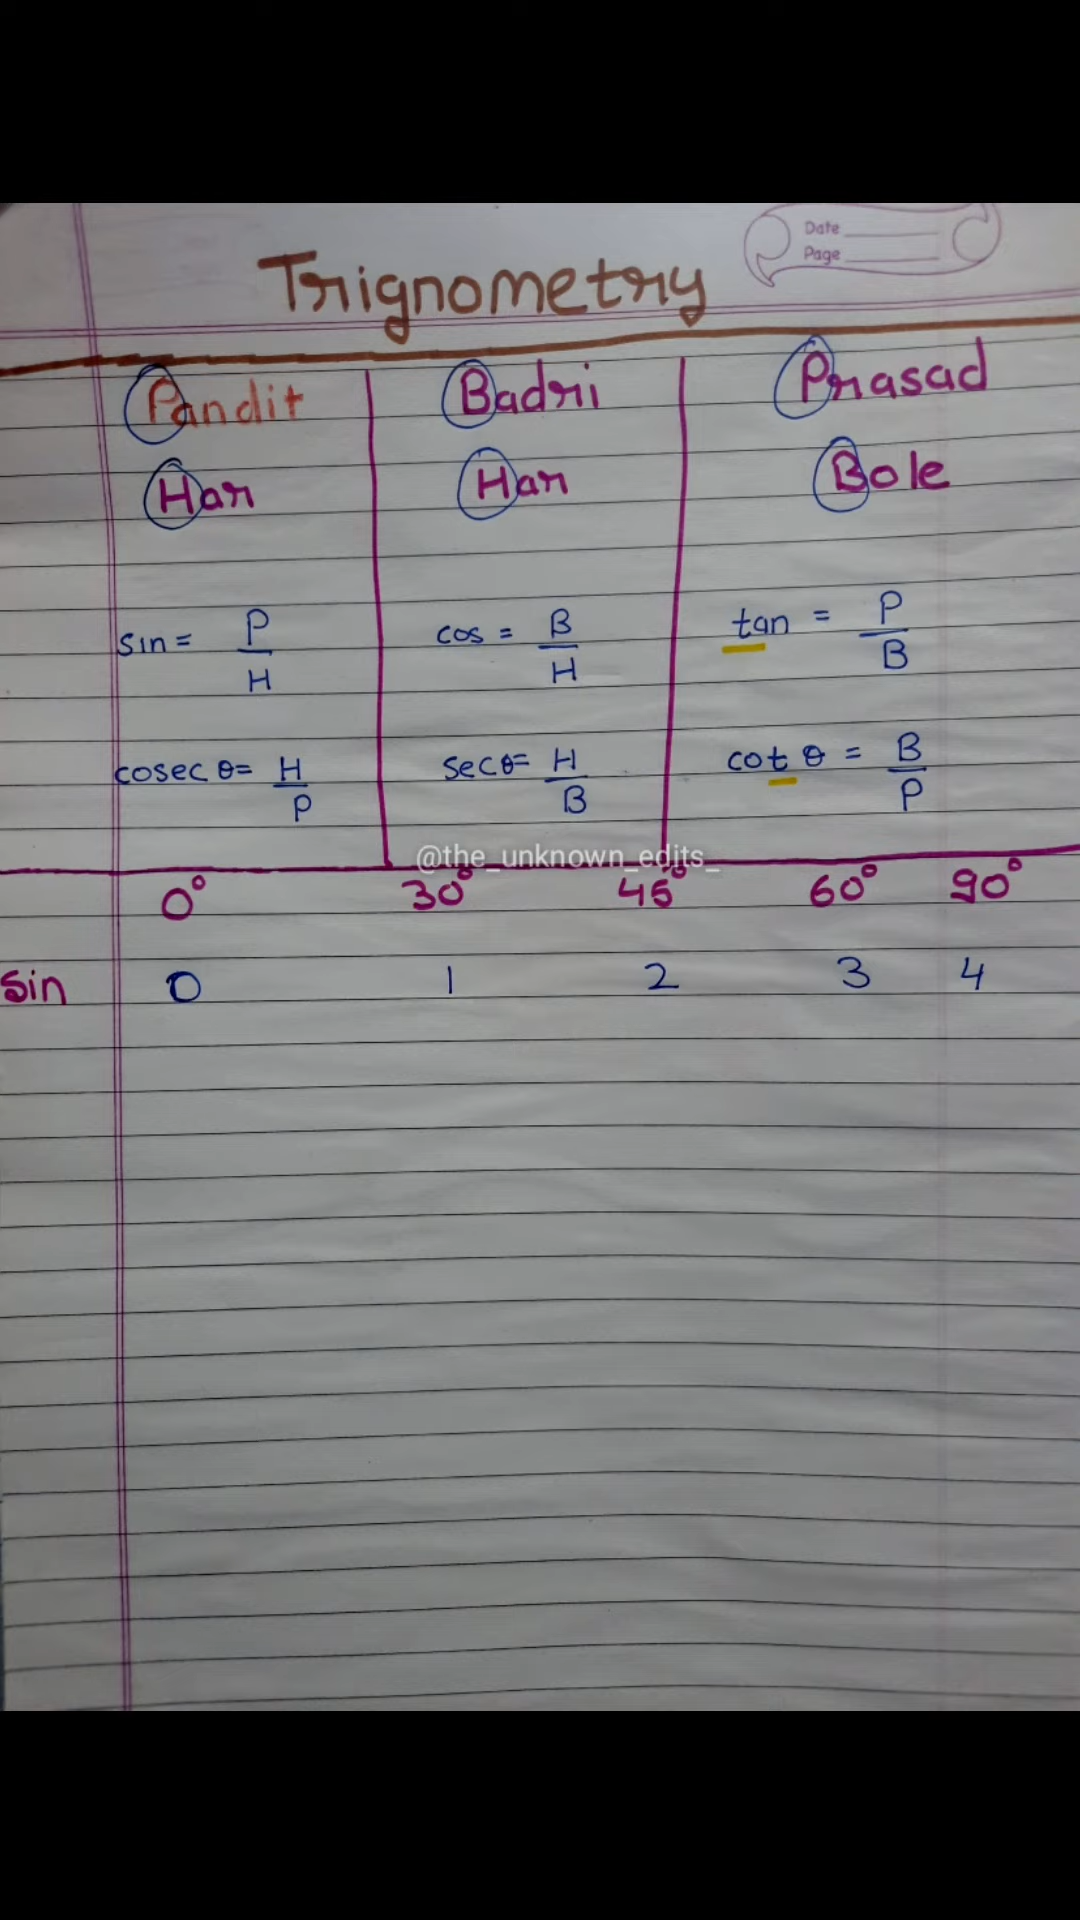 Date
Page
Trignometry
Pandit Badri Prasad
Har Har Bole
sin = P/H cos = B/H tan = P/B
cosec θ = H/P sec θ = H/B cot θ = B/P
@the_unknown_edits_
0° 30° 45° 60° 90°
Sin 0 1 2 3 4